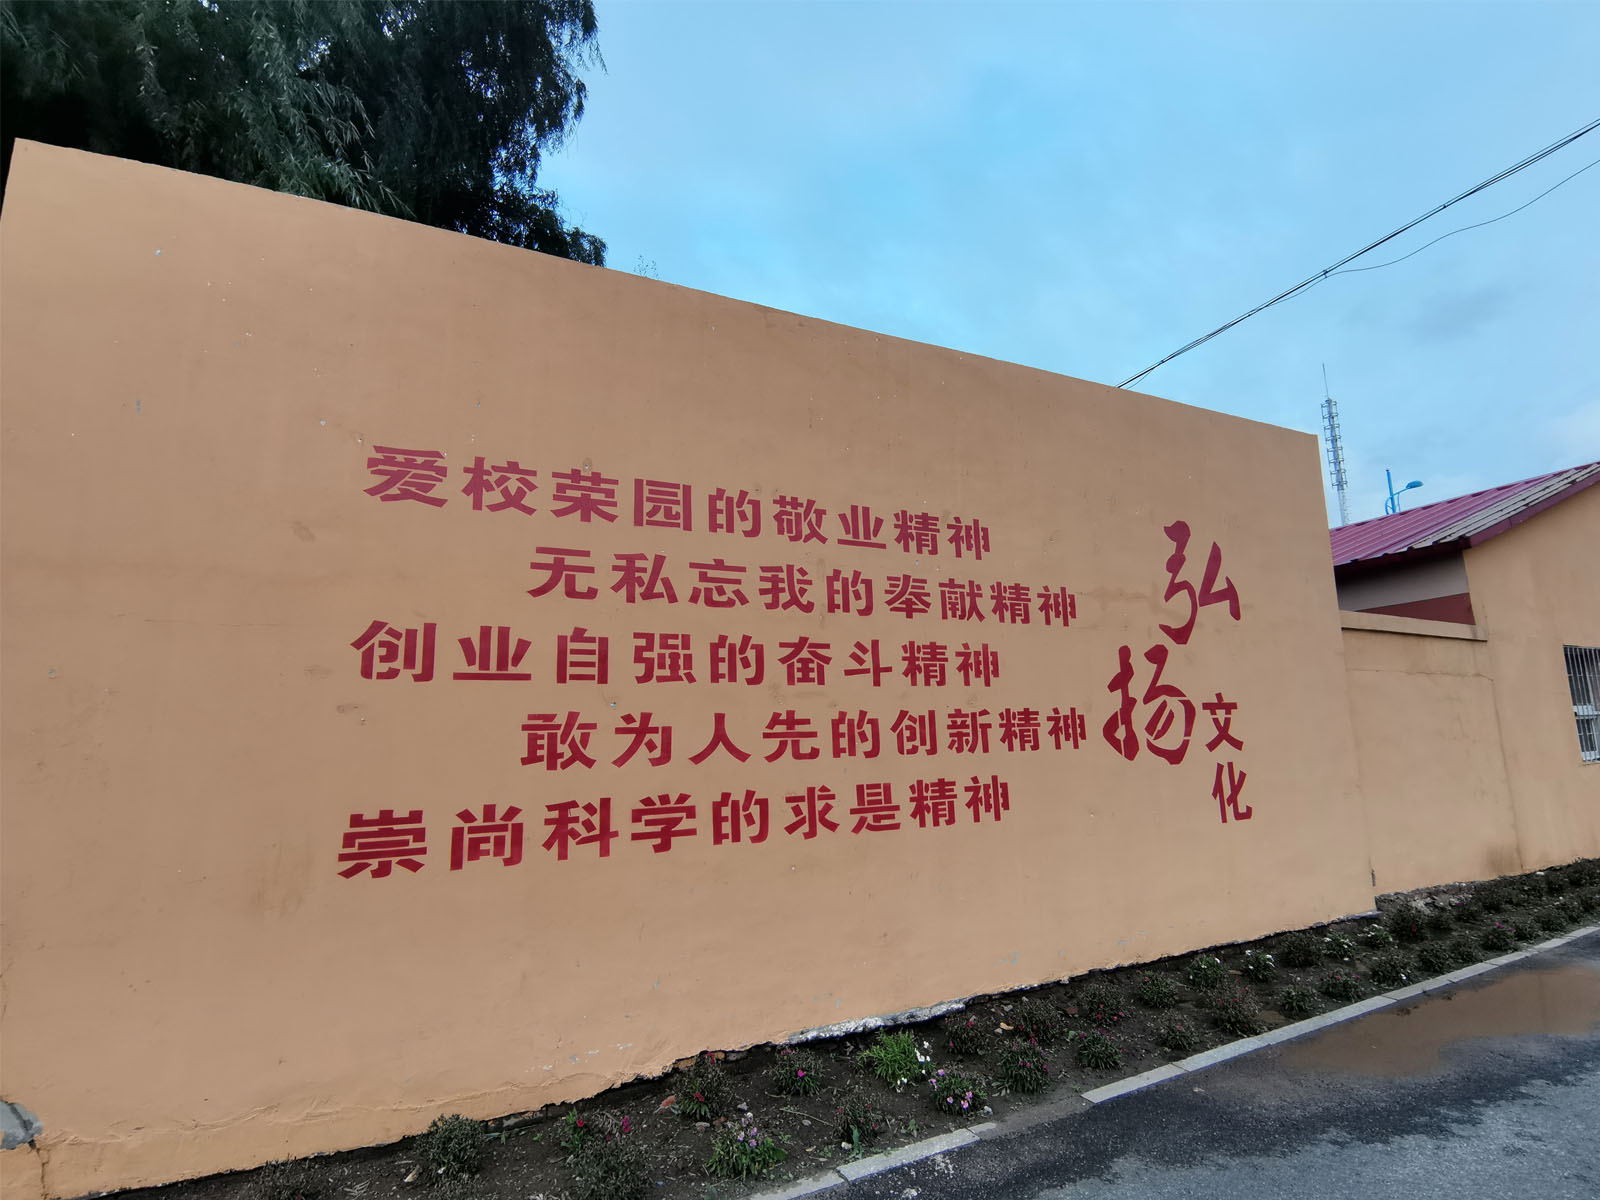 爱校荣园的敬业精神
无私忘我的奉献精神
创业自强的奋斗精神
敢为人先的创新精神
崇尚科学的求是精神
弘扬
文化